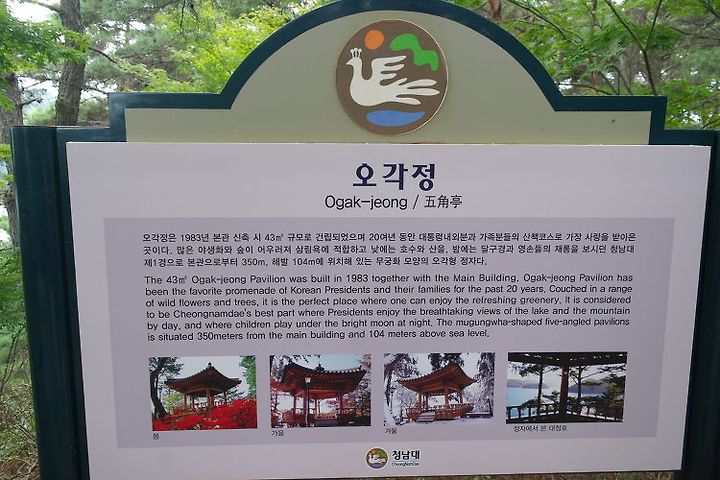 오각정
Ogak-jeong / 五角亭
오각정은 1983년 본관 신축 시 43㎡ 규모로 건립되었으며 20여년 동안 대통령내외분과 가족분들의 산책코스로 가장 사랑을 받아온
곳이다. 많은 야생화와 숲이 어우러져 삼림욕에 적합하고 낮에는 호수와 산을, 밤에는 달구경과 영손들의 재롱을 보시던 청남대
제1경으로 본관으로부터 350m, 해발 104m에 위치해 있는 무궁화 모양의 오각형 정자다.
The 43㎡ Ogak-jeong Pavilion was built in 1983 together with the Main Building. Ogak-jeong Pavilion has
been the favorite promenade of Korean Presidents and their families for the past 20 years. Couched in a range
of wild flowers and trees, it is the perfect place where one can enjoy the refreshing greenery. It is considered
to be Cheongnamdae's best part where Presidents enjoy the breathtaking views of the lake and the mountain
by day, and where children play under the bright moon at night. The mugungwha-shaped five-angled pavilions
is situated 350meters from the main building and 104 meters above sea level.
봄 가을 겨울 정자에서 본 대청호
청남대
CheongNamDae